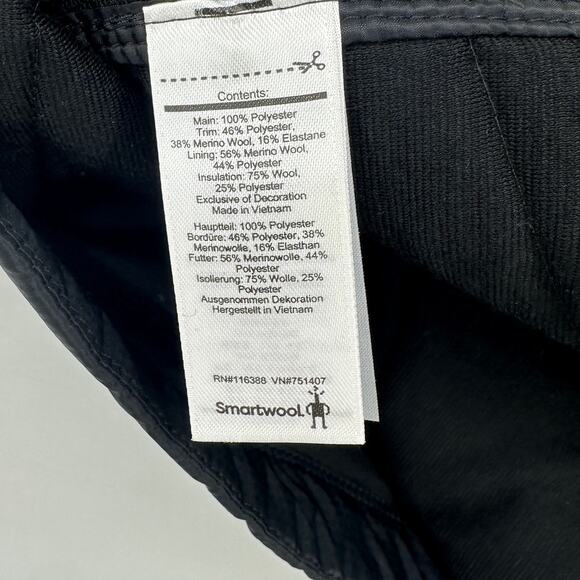 Contents:
Main: 100% Polyester
Trim: 46% Polyester,
38% Merino Wool, 16% Elastane
Lining: 56% Merino Wool,
44% Polyester
Insulation: 75% Wool,
25% Polyester
Exclusive of Decoration
Made in Vietnam
Hauptteil: 100% Polyester
Bordüre: 46% Polyester, 38%
Merinowolle, 16% Elasthan
Futter: 56% Merinowolle, 44%
Polyester
Isolierung: 75% Wolle, 25%
Polyester
Ausgenommen Dekoration
Hergestellt in Vietnam
RN#116388 VN#751407
Smartwool